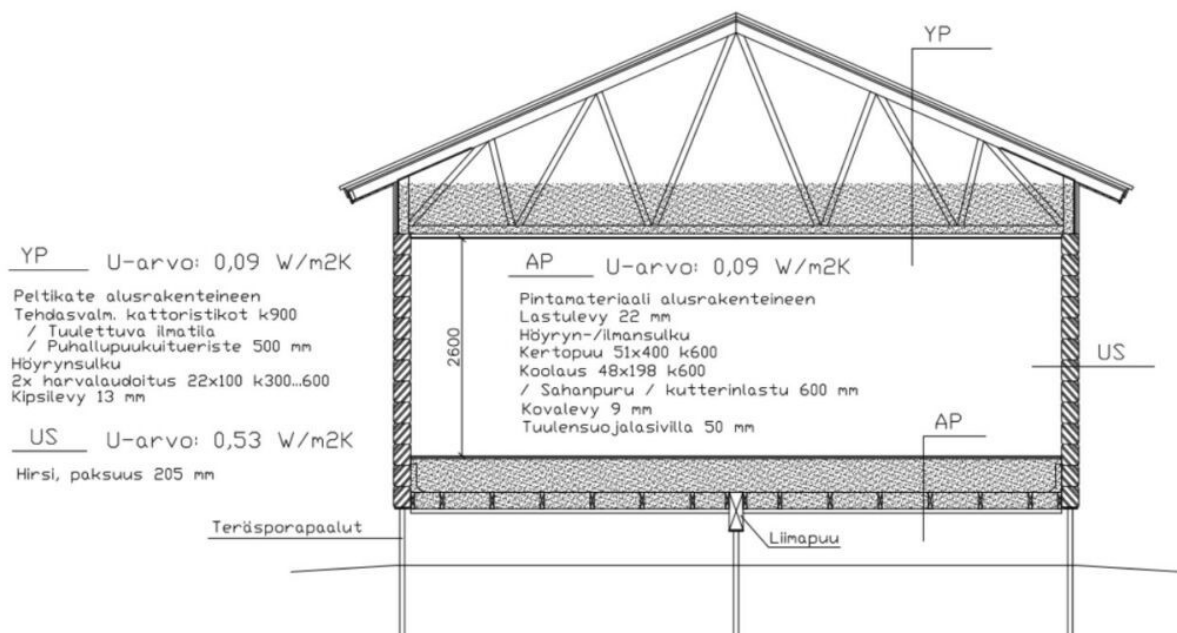 YP
YP U-arvo: 0,09 W/m2K
Peltikate alusrakenteineen
Tehdasvalm. kattoristikot k900
/ Tuulettuva ilmatila
/ Puhalluspuukuitueriste 500 mm
Höyrynsulku
2x harvalaudoitus 22x100 k300...600
Kipsilevy 13 mm
US U-arvo: 0,53 W/m2K
Hirsi, paksuus 205 mm
2600
AP U-arvo: 0,09 W/m2K
Pintamateriaali alusrakenteineen
Lastulevy 22 mm
Höyryn-/ilmansulku
Kertopuu 51x400 k600
Koolaus 48x198 k600
/ Sahanpuru / kutterinlastu 600 mm
Kovalevy 9 mm
Tuulensuojalasivilla 50 mm
US
AP
Teräsporapaalut
Liimapuu